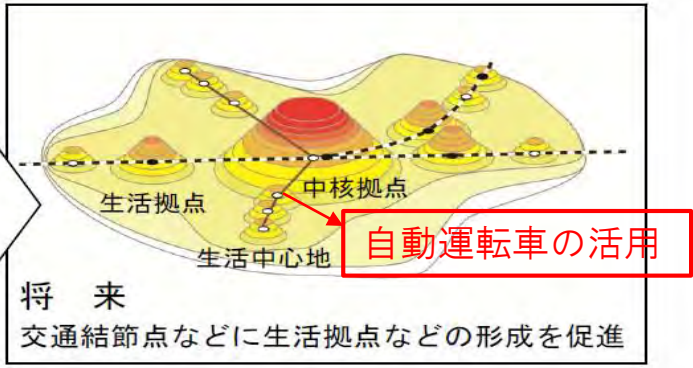 生活拠点
中核拠点
生活中心地
自動運転車の活用
将 来
交通結節点などに生活拠点などの形成を促進